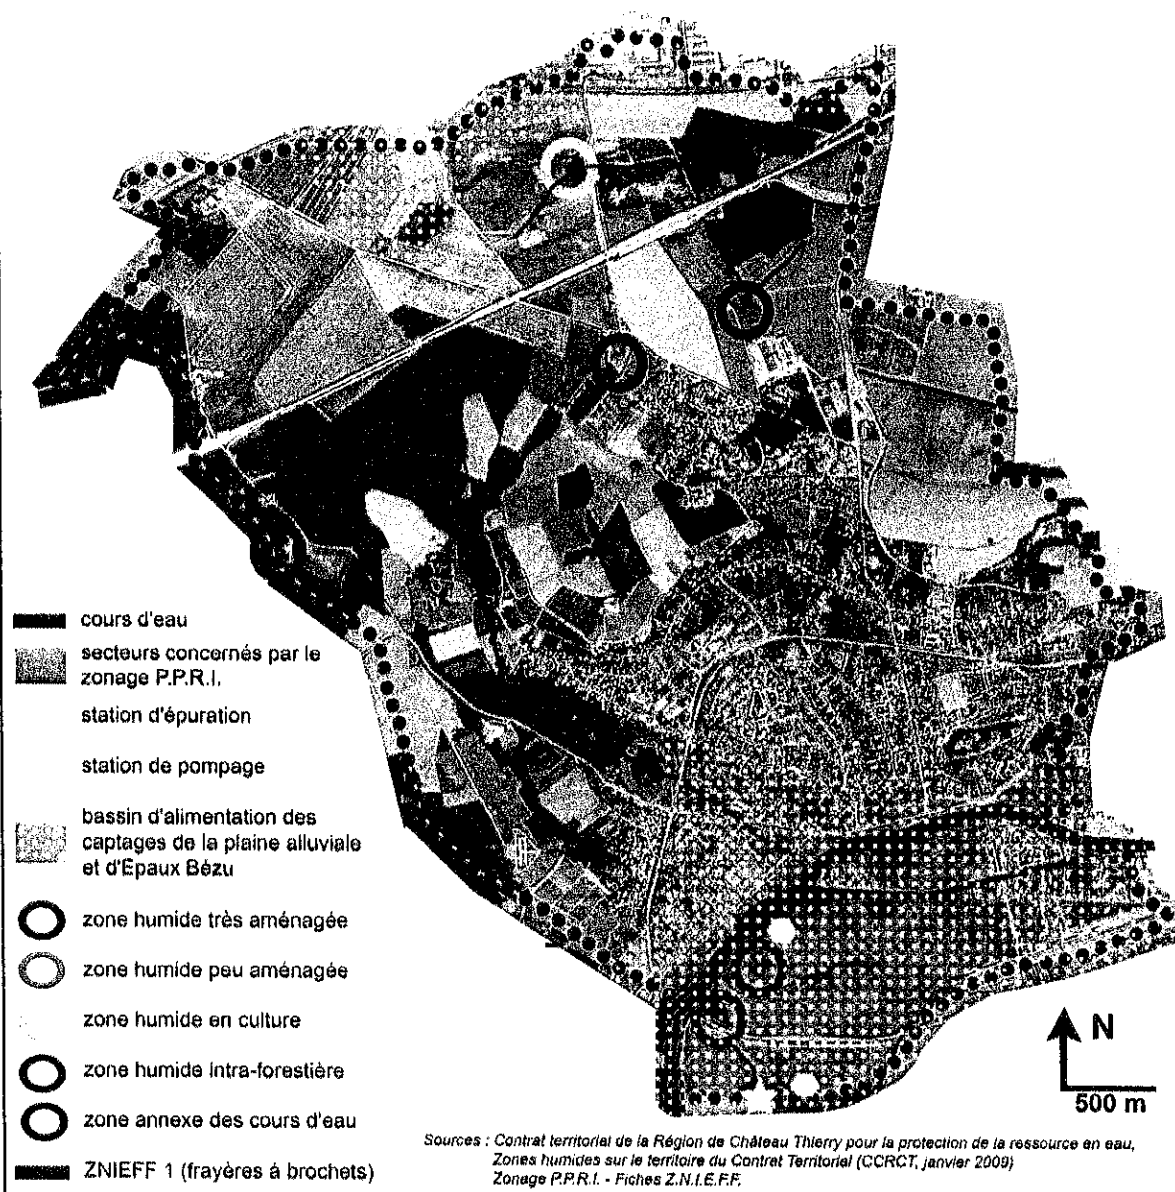 cours d'eau
secteurs concernés par le
zonage P.P.R.I.
station d'épuration
station de pompage
bassin d'alimentation des
captages de la plaine alluviale
et d'Epaux Bézu
zone humide très aménagée
zone humide peu aménagée
zone humide en culture
zone humide intra-forestière
zone annexe des cours d'eau
ZNIEFF 1 (frayères à brochets)
N
500 m
Sources : Contrat territorial de la Région de Château Thierry pour la protection de la ressource en eau,
Zones humides sur le territoire du Contrat Territorial (CCRCT, janvier 2009)
Zonage P.P.R.I. - Fiches Z.N.I.E.F.F.